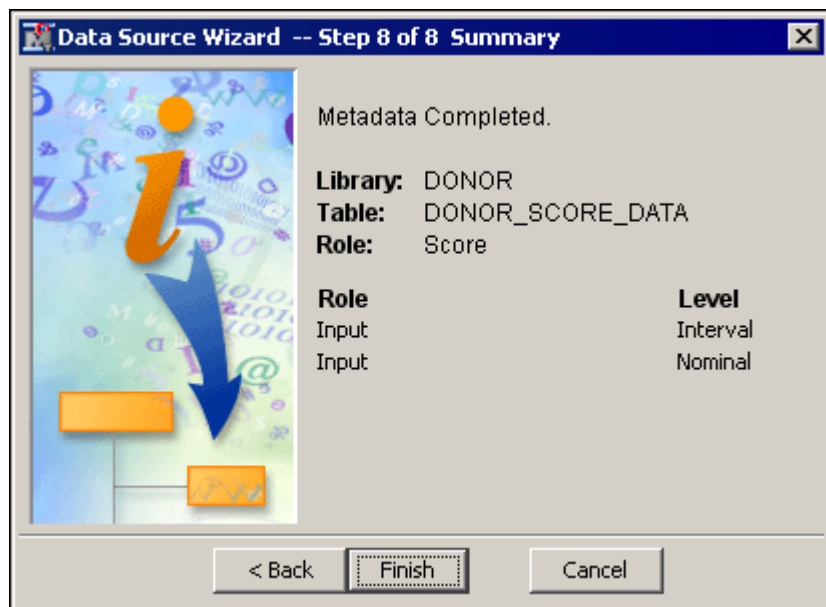 Data Source Wizard -- Step 8 of 8 Summary
Metadata Completed.
Library: DONOR
Table: DONOR_SCORE_DATA
Role: Score
Role Level
Input Interval
Input Nominal
< Back Finish Cancel